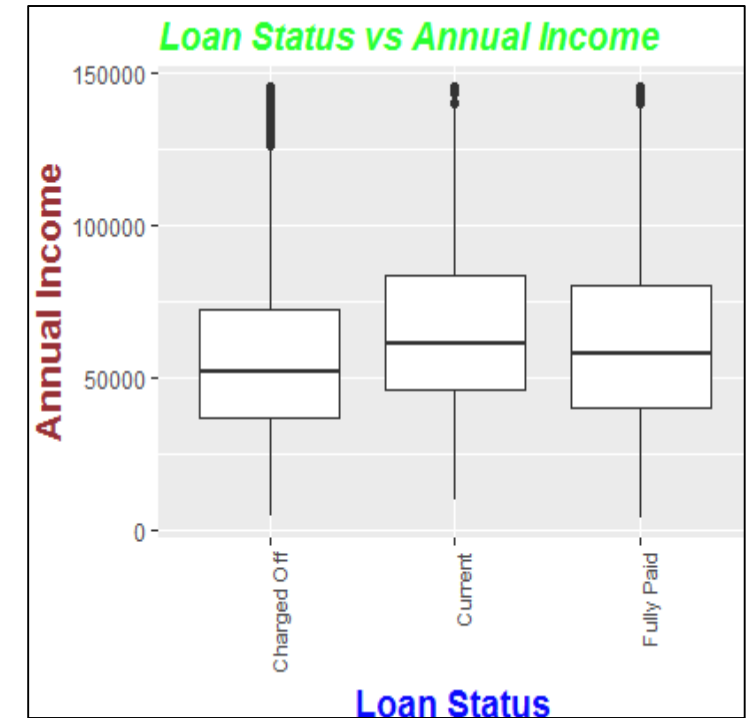 Loan Status vs Annual Income
Annual Income
150000
100000
50000
0
Charged Off
Current
Fully Paid
Loan Status